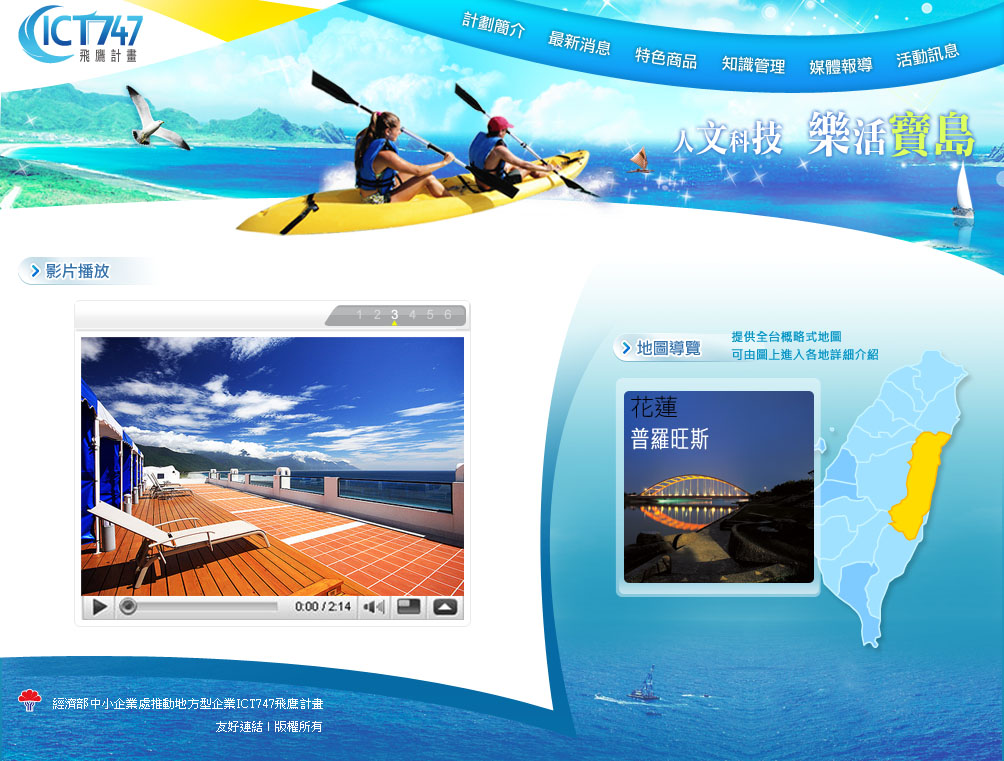 ICT747
飛鷹計畫
計劃簡介
最新消息
特色商品
知識管理
媒體報導
活動訊息
人文科技 樂活寶島
影片播放
1 2 3 4 5 6
0:00 / 2:14
地圖導覽
提供全台概略式地圖
可由圖上進入各地詳細介紹
花蓮
普羅旺斯
經濟部中小企業處推動地方型企業ICT747飛鷹計畫
友好連結 | 版權所有